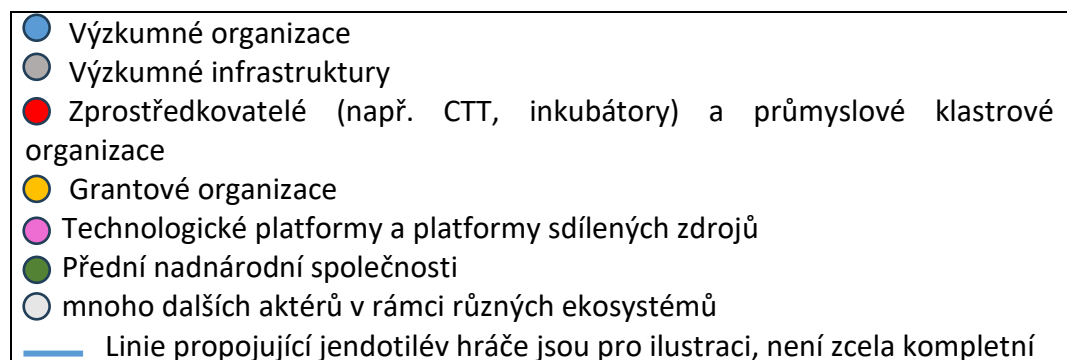 Výzkumné organizace
Výzkumné infrastruktury
Zprostředkovatelé (např. CTT, inkubátory) a průmyslové klastrové
organizace
Grantové organizace
Technologické platformy a platformy sdílených zdrojů
Přední nadnárodní společnosti
mnoho dalších aktérů v rámci různých ekosystémů
Linie propojující jendotilév hráče jsou pro ilustraci, není zcela kompletní